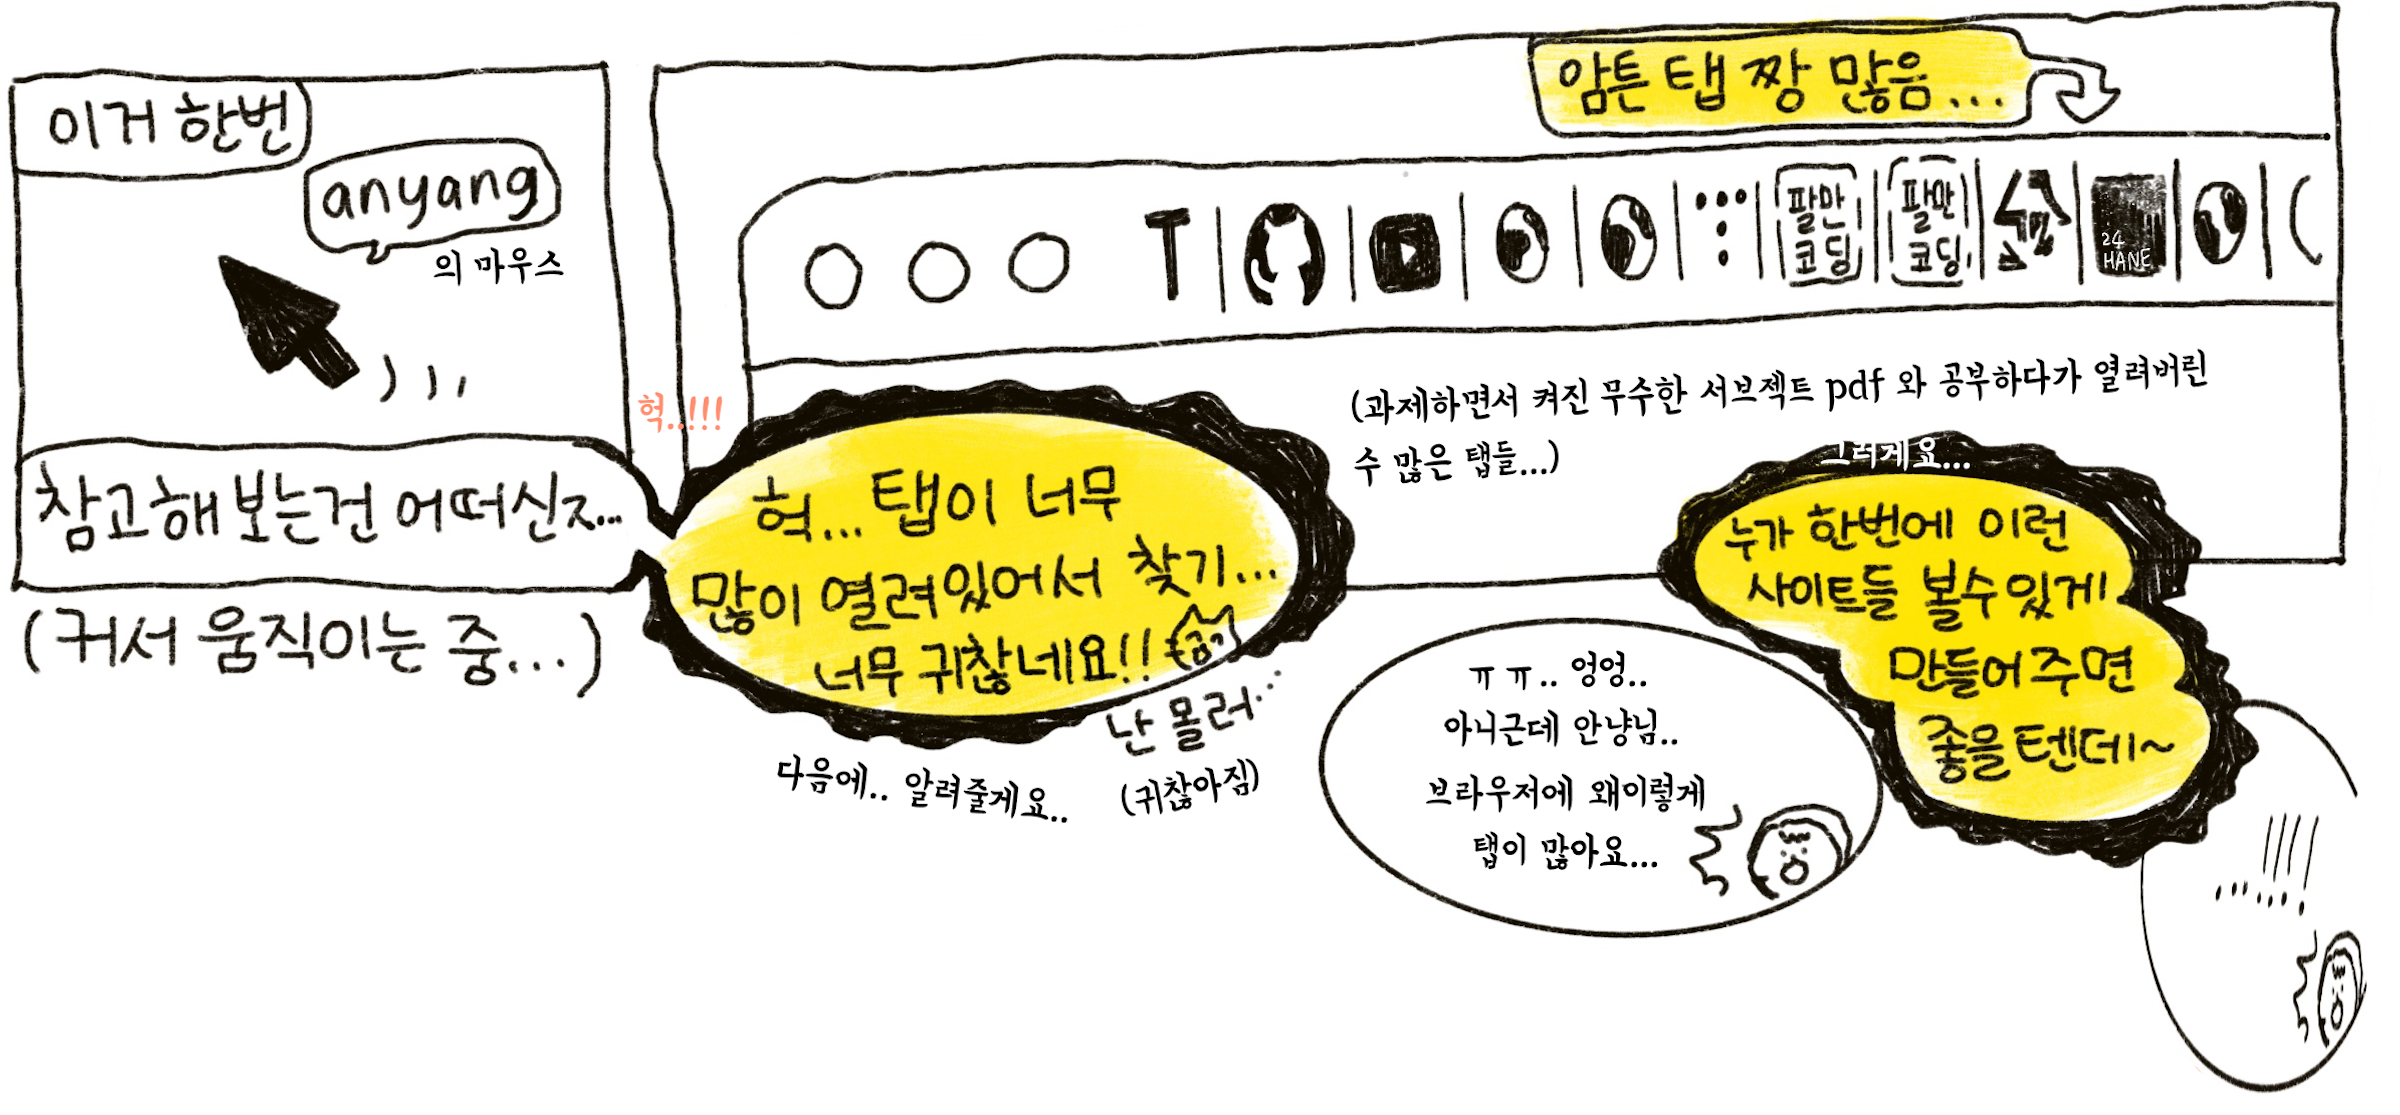 이거 한번
anyang
의 마우스
참고해보는건 어떠신지...
(커서 움직이는 중...)
암튼 탭 짱 많음...
T
팔만
코딩
팔만
코딩
42
24
HANE
(과제하면서 켜진 무수한 서브젝트 pdf 와 공부하다가 열려버린
수 많은 탭들...)
헉..!!!
헉... 탭이 너무
많이 열려있어서 찾기...
너무 귀찮네요!!
난 몰러...
(귀찮아짐)
다음에.. 알려줄게요..
그러게요...
누가 한번에 이런
사이트들 볼수있게
만들어주면
좋을텐데~
ㅠㅠ.. 엉엉..
아니근데 안냥님..
브라우저에 왜이렇게
탭이 많아요...
!!!!